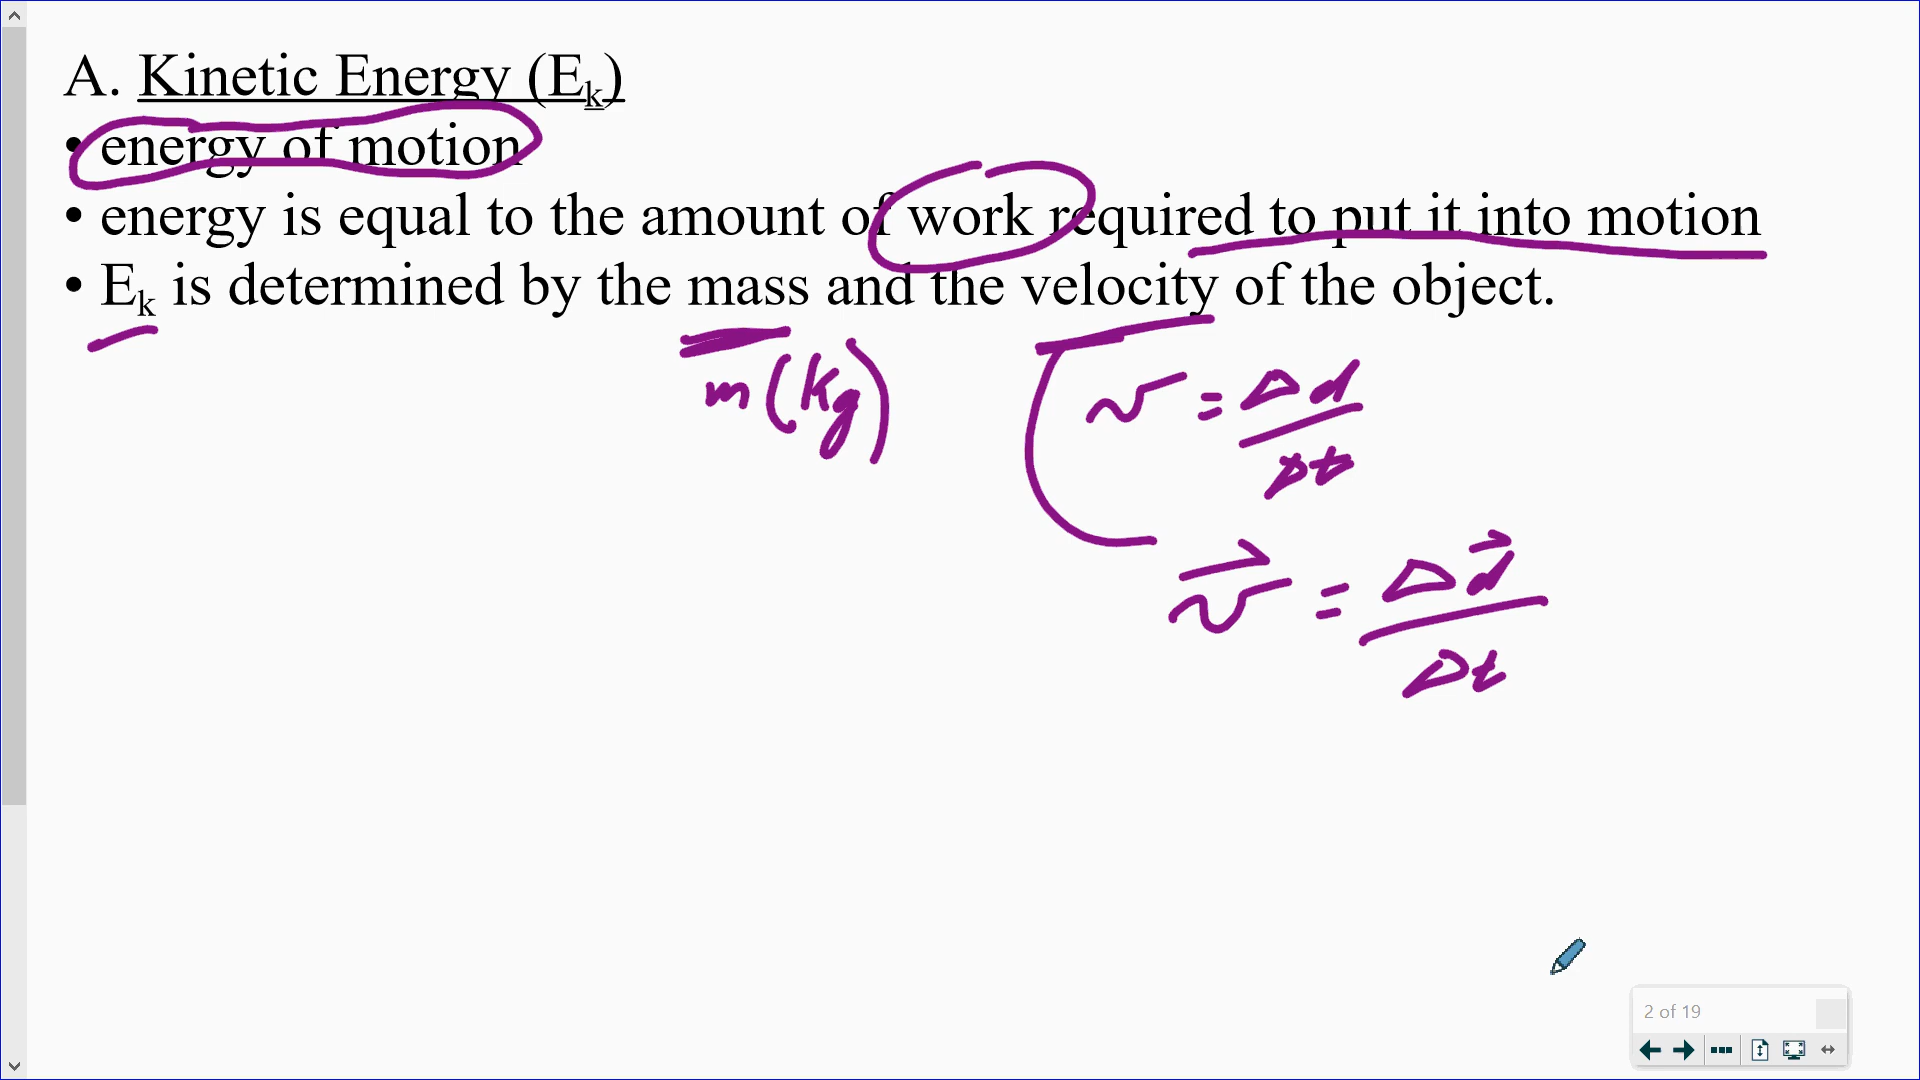 A. Kinetic Energy (Eₖ)
• energy of motion
• energy is equal to the amount of work required to put it into motion
• Eₖ is determined by the mass and the velocity of the object.
m (kg)
v = Δd / Δt
v⃗ = Δd⃗ / Δt
2 of 19